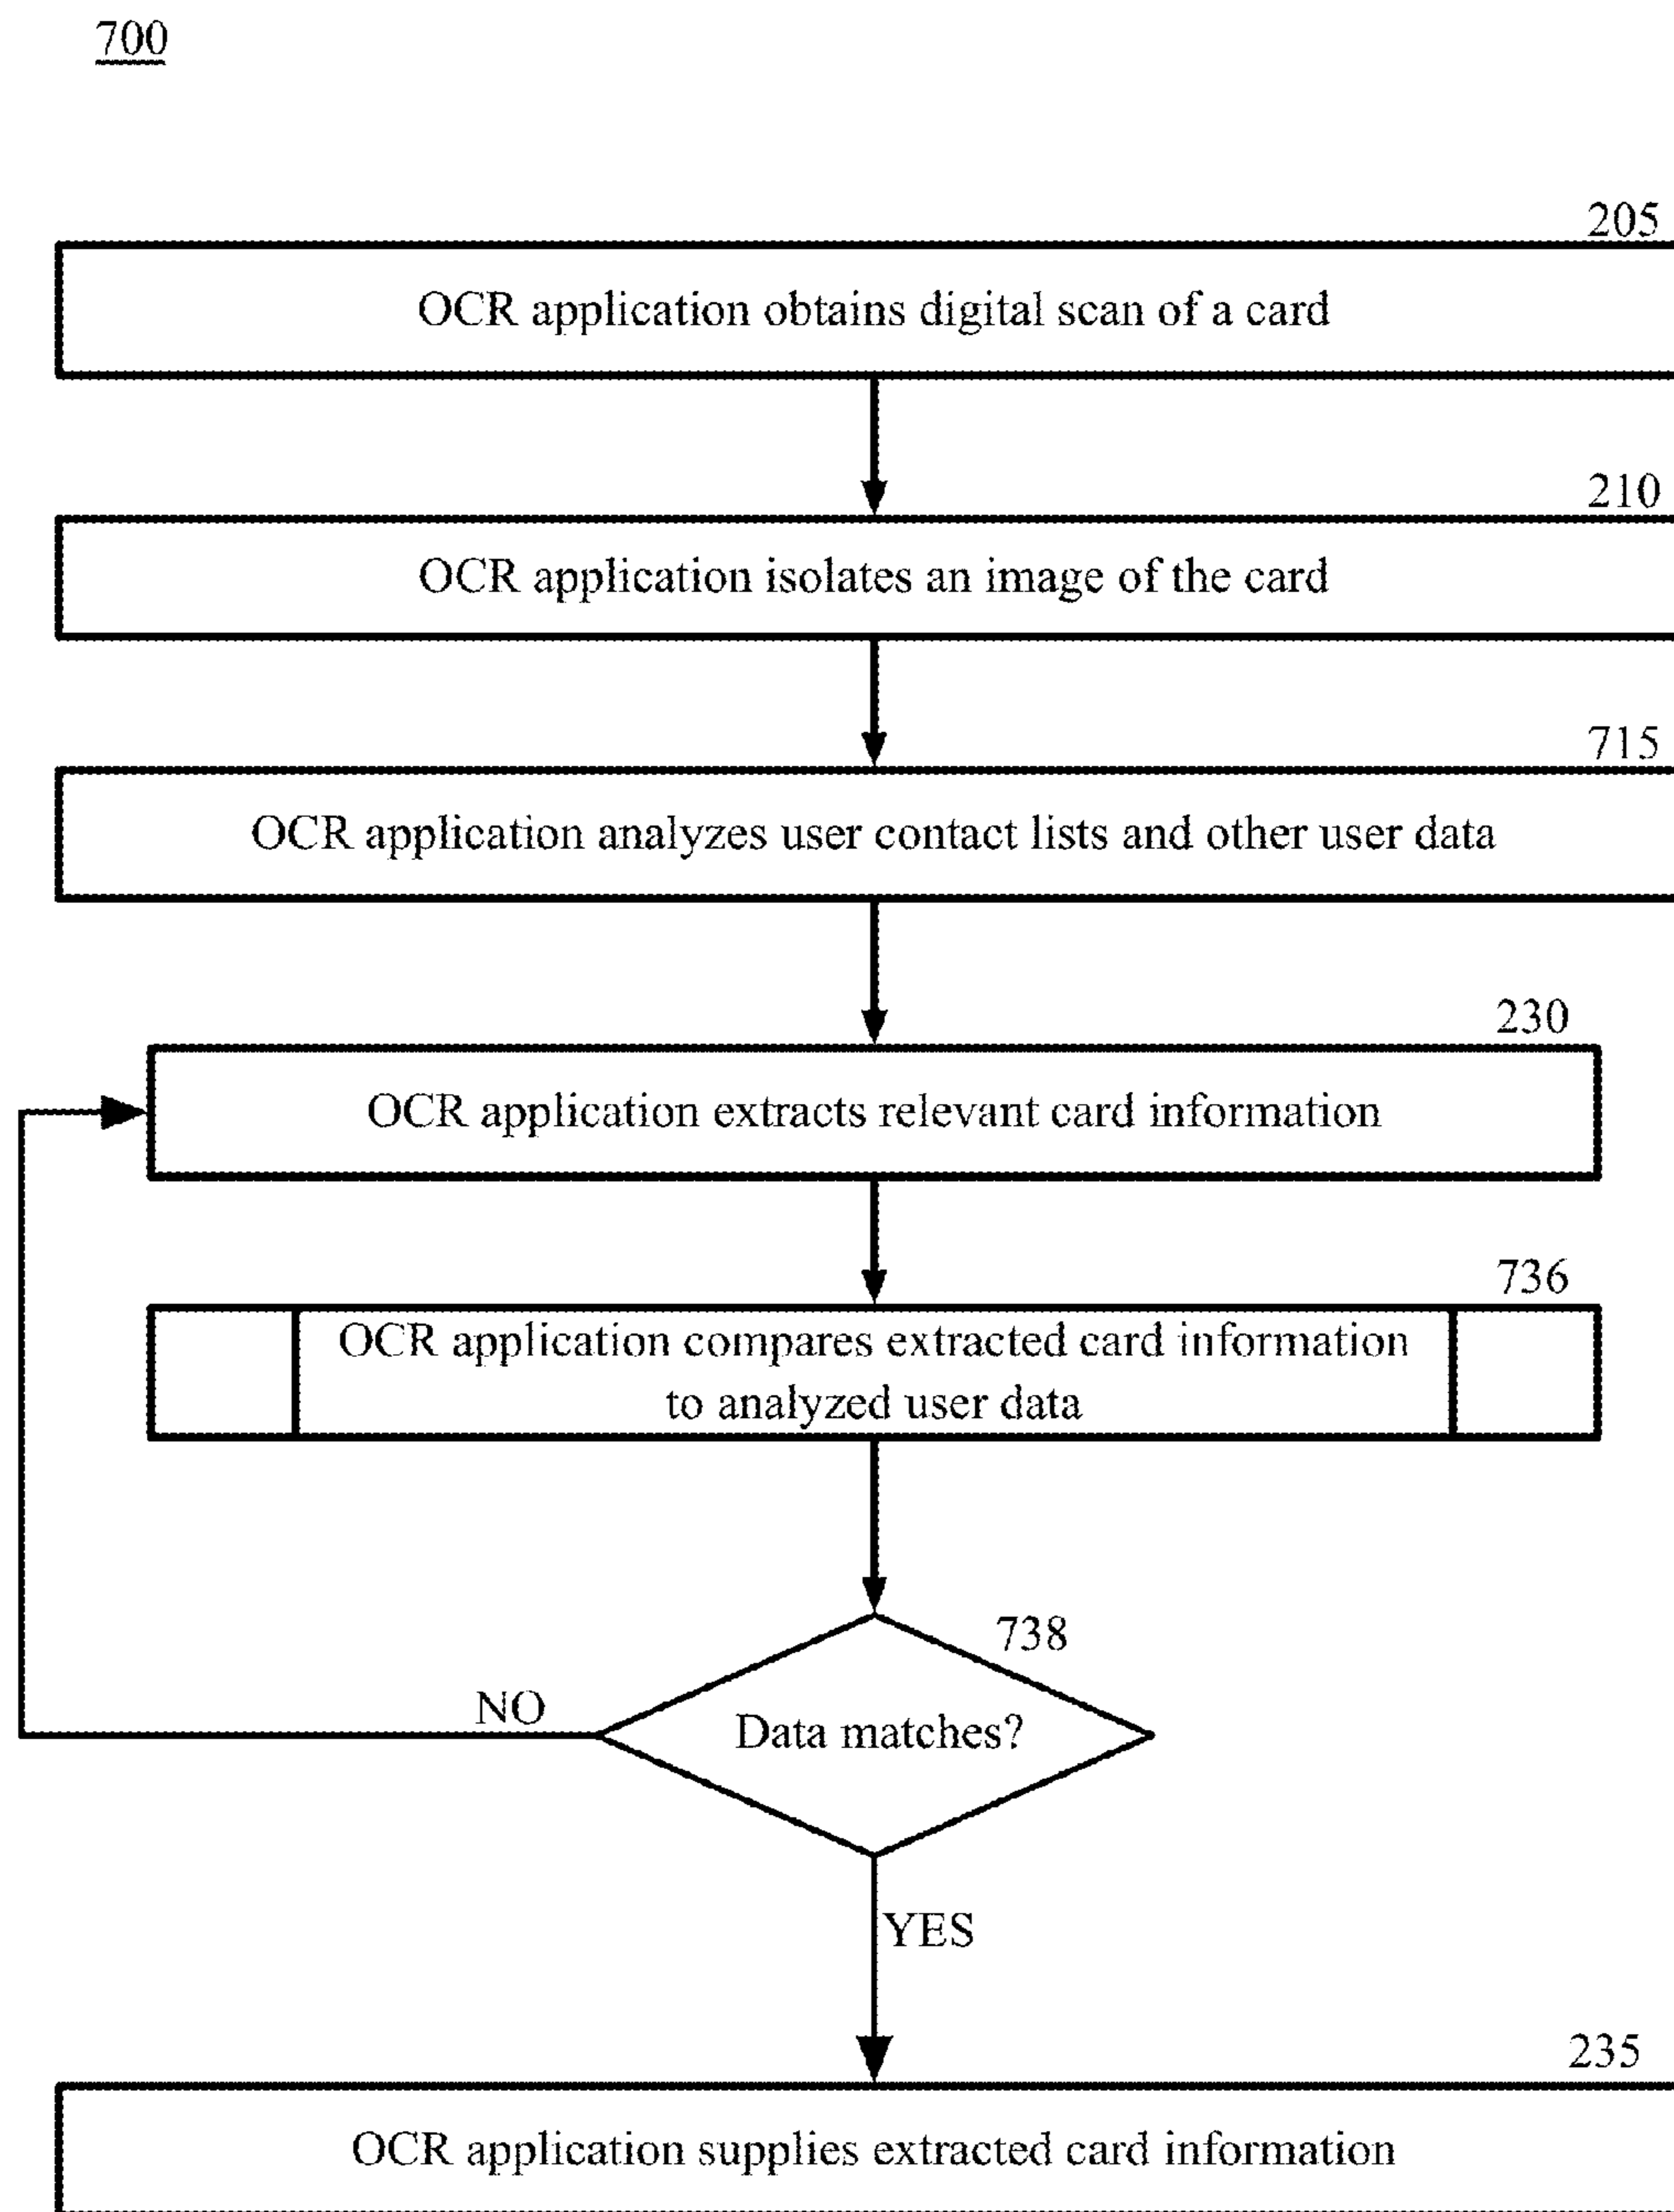 700
205
OCR application obtains digital scan of a card
210
OCR application isolates an image of the card
715
OCR application analyzes user contact lists and other user data
230
OCR application extracts relevant card information
736
OCR application compares extracted card information
to analyzed user data
738
Data matches?
NO
YES
235
OCR application supplies extracted card information